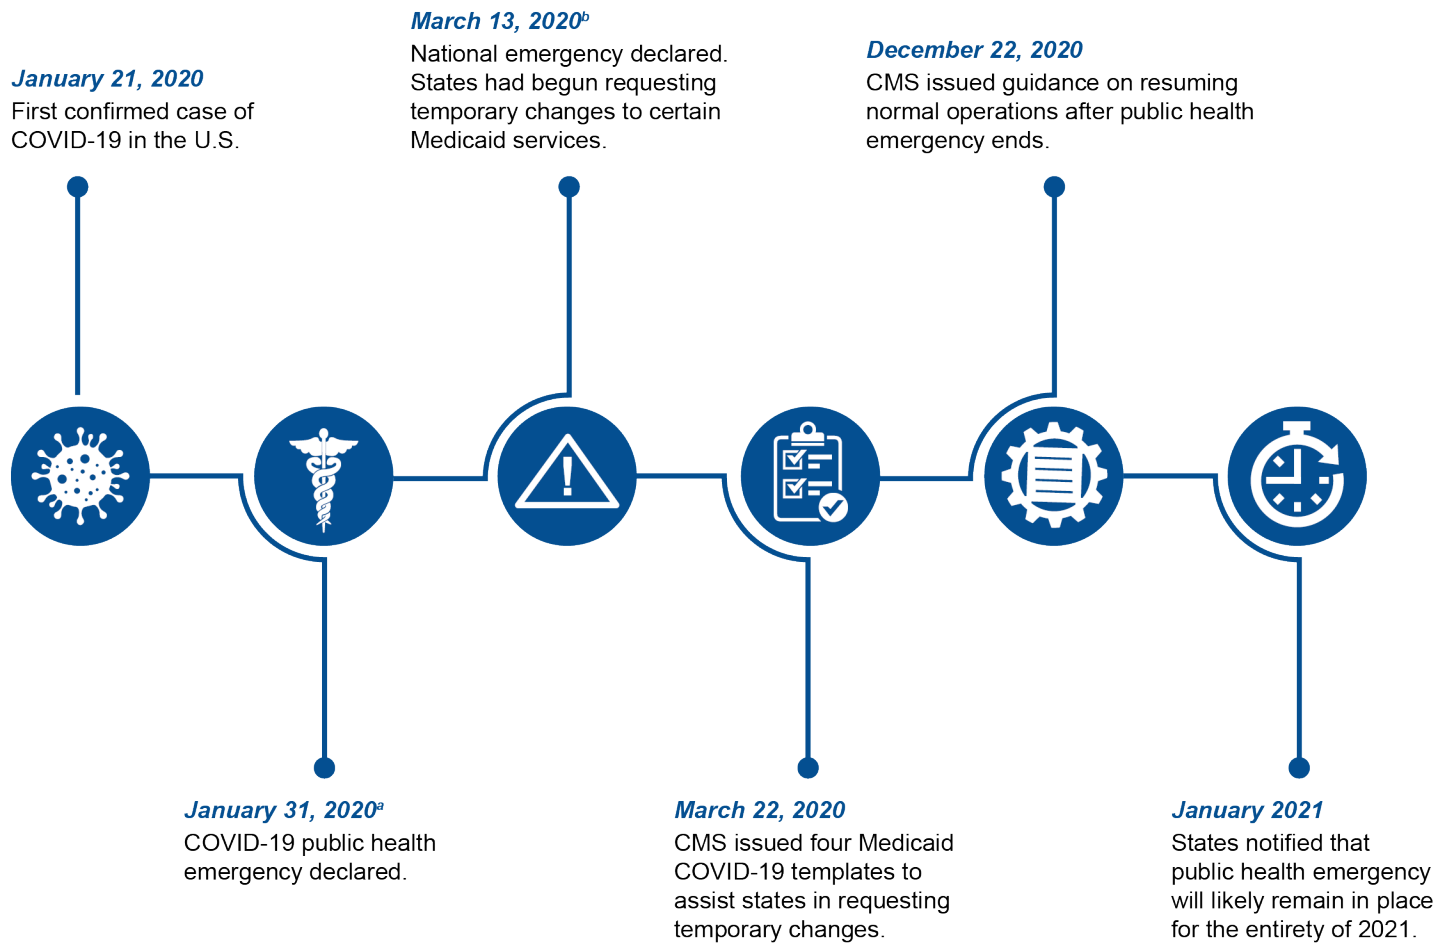 January 21, 2020
First confirmed case of
COVID-19 in the U.S.
January 31, 2020a
COVID-19 public health
emergency declared.
March 13, 2020b
National emergency declared.
States had begun requesting
temporary changes to certain
Medicaid services.
March 22, 2020
CMS issued four Medicaid
COVID-19 templates to
assist states in requesting
temporary changes.
December 22, 2020
CMS issued guidance on resuming
normal operations after public health
emergency ends.
January 2021
States notified that
public health emergency
will likely remain in place
for the entirety of 2021.